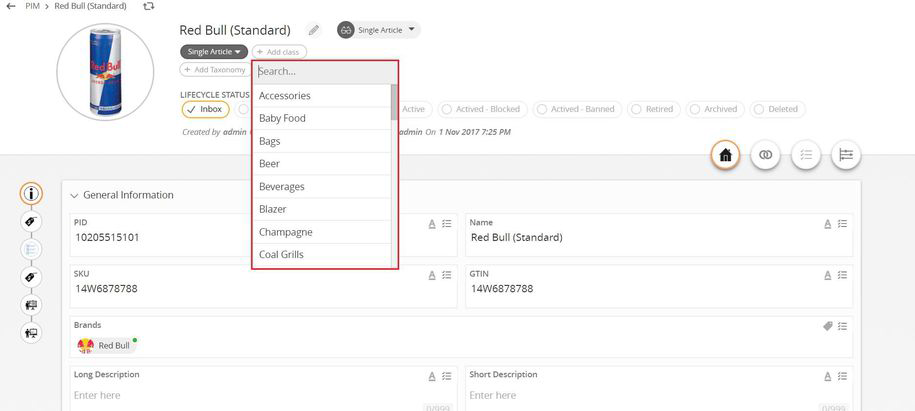 PIM > Red Bull (Standard)
Red Bull (Standard)
Single Article
Single Article
+ Add class
+ Add Taxonomy
Search...
Accessories
Baby Food
Bags
Beer
Beverages
Blazer
Champagne
Coal Grills
LIFECYCLE STATUS
Inbox
Active
Actived - Blocked
Actived - Banned
Retired
Archived
Deleted
Created by admin
admin On 1 Nov 2017 7:25 PM
Red Bull
General Information
PID
10205515101
Name
Red Bull (Standard)
SKU
14W6878788
GTIN
14W6878788
Brands
Red Bull
Long Description
Enter here
0/999
Short Description
Enter here
0/999